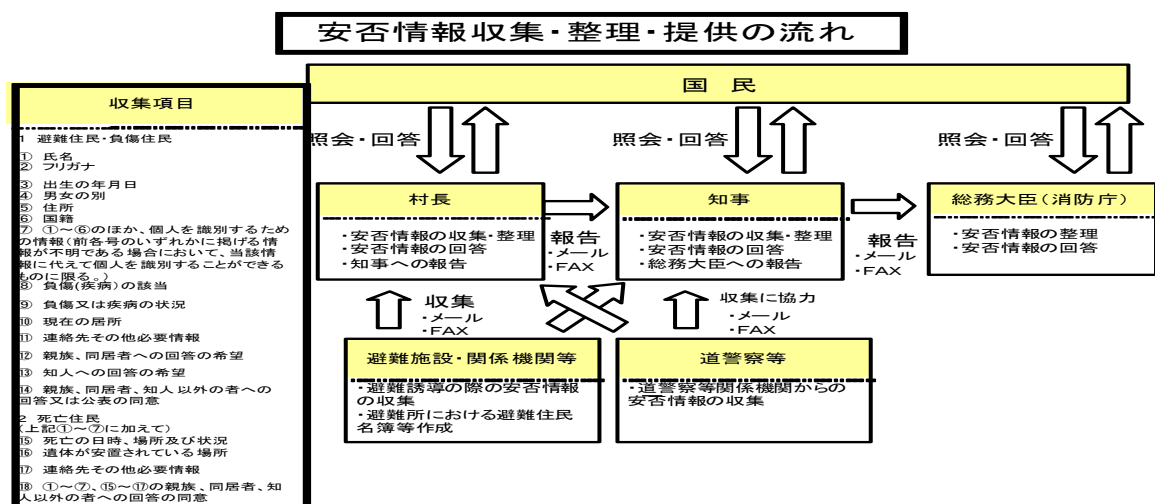 安否情報収集・整理・提供の流れ
国民
収集項目
1 避難住民・負傷住民
① 氏名
② フリガナ
③ 出生の年月日
④ 男女の別
⑤ 住所
⑥ 国籍
⑦ ①~⑥のほか、個人を識別するため
の情報(前各号のいずれかに掲げる情
報が不明である場合において、当該情
報に代えて個人を識別することができる
ものに限る。)
⑧ 負傷(疾病)の該当
⑨ 負傷又は疾病の状況
⑩ 現在の居所
⑪ 連絡先その他必要情報
⑫ 親族、同居者への回答の希望
⑬ 知人への回答の希望
⑭ 親族、同居者、知人以外の者への
回答又は公表の同意
2 死亡住民
(上記①~⑦に加えて)
⑮ 死亡の日時、場所及び状況
⑯ 遺体が安置されている場所
⑰ 連絡先その他必要情報
⑱ ①~⑦、⑮~⑰の親族、同居者、知
人以外の者への回答の同意
照会・回答
照会・回答
照会・回答
村長
・安否情報の収集・整理
・安否情報の回答
・知事への報告
報告
・メール
・FAX
知事
・安否情報の収集・整理
・安否情報の回答
・総務大臣への報告
報告
・メール
・FAX
総務大臣(消防庁)
・安否情報の整理
・安否情報の回答
収集
・メール
・FAX
収集に協力
・メール
・FAX
避難施設・関係機関等
・避難誘導の際の安否情報
の収集
・避難所における避難住民
名簿等作成
道警察等
・道警察等関係機関からの
安否情報の収集